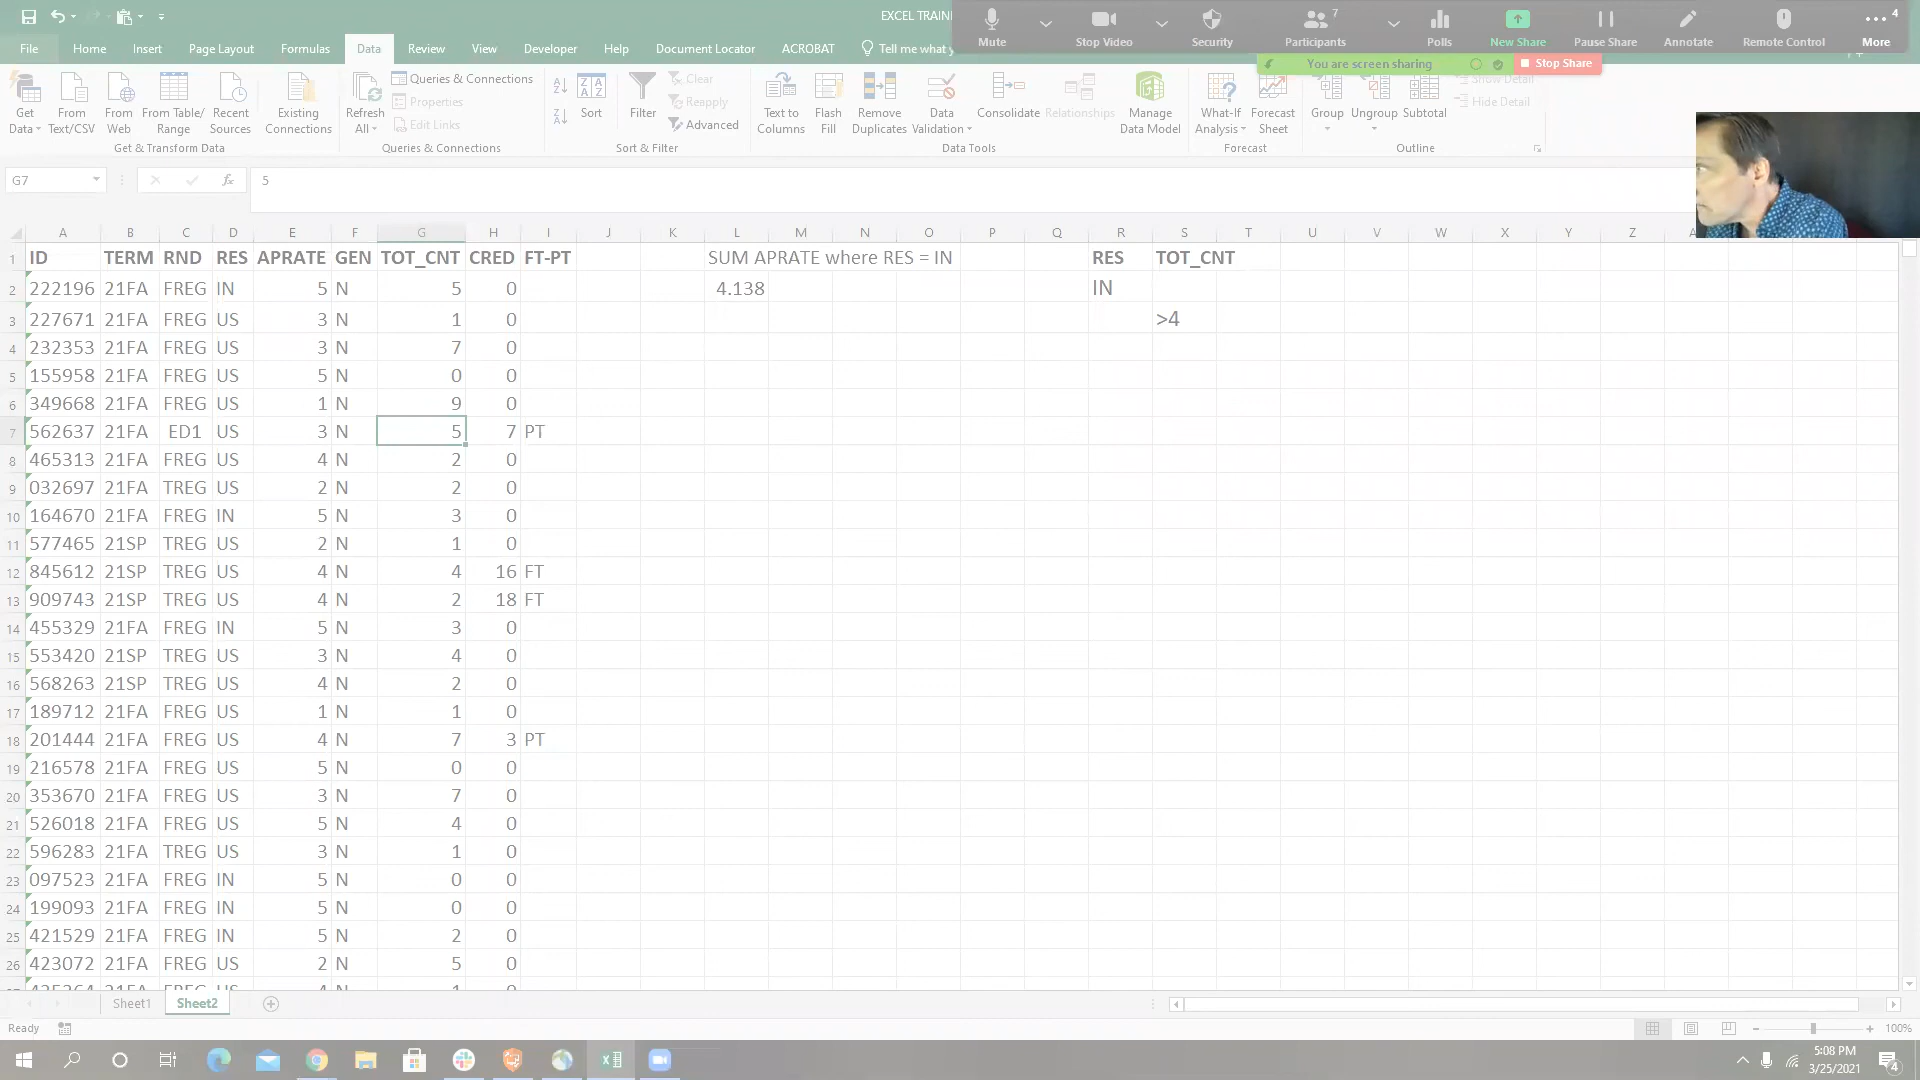 EXCEL TRAIN
Mute
Stop Video
Security
7
Participants
Polls
New Share
Pause Share
Annotate
Remote Control
4
More
File Home Insert Page Layout Formulas Data Review View Developer Help Document Locator ACROBAT Tell me what y
You are screen sharing
Stop Share
Get Data
From Text/CSV
From Web
From Table/ Range
Recent Sources
Existing Connections
Get & Transform Data
Refresh All
Queries & Connections
Properties
Edit Links
Queries & Connections
Sort
Filter
Clear
Reapply
Advanced
Sort & Filter
Text to Columns
Flash Fill
Remove Duplicates
Data Validation
Consolidate
Relationships
Manage Data Model
Data Tools
What-If Analysis
Forecast Sheet
Forecast
Group
Ungroup
Subtotal
Show Detail
Hide Detail
Outline
G7 fx 5
A B C D E F G H I J K L M N O P Q R S T U V W X Y Z
1 ID TERM RND RES APRATE GEN TOT_CNT CRED FT-PT SUM APRATE where RES = IN RES TOT_CNT
2 222196 21FA FREG IN 5 N 5 0 4.138 IN
3 227671 21FA FREG US 3 N 1 0 >4
4 232353 21FA FREG US 3 N 7 0
5 155958 21FA FREG US 5 N 0 0
6 349668 21FA FREG US 1 N 9 0
7 562637 21FA ED1 US 3 N 5 7 PT
8 465313 21FA FREG US 4 N 2 0
9 032697 21FA TREG US 2 N 2 0
10 164670 21FA FREG IN 5 N 3 0
11 577465 21SP TREG US 2 N 1 0
12 845612 21SP TREG US 4 N 4 16 FT
13 909743 21SP TREG US 4 N 2 18 FT
14 455329 21FA FREG IN 5 N 3 0
15 553420 21SP TREG US 3 N 4 0
16 568263 21SP TREG US 4 N 2 0
17 189712 21FA FREG US 1 N 1 0
18 201444 21FA FREG US 4 N 7 3 PT
19 216578 21FA FREG US 5 N 0 0
20 353670 21FA FREG US 3 N 7 0
21 526018 21FA FREG US 5 N 4 0
22 596283 21FA TREG US 3 N 1 0
23 097523 21FA FREG IN 5 N 0 0
24 199093 21FA FREG IN 5 N 0 0
25 421529 21FA FREG IN 5 N 2 0
26 423072 21FA FREG US 2 N 5 0
Sheet1 Sheet2
Ready 100%
5:08 PM
3/25/2021
4